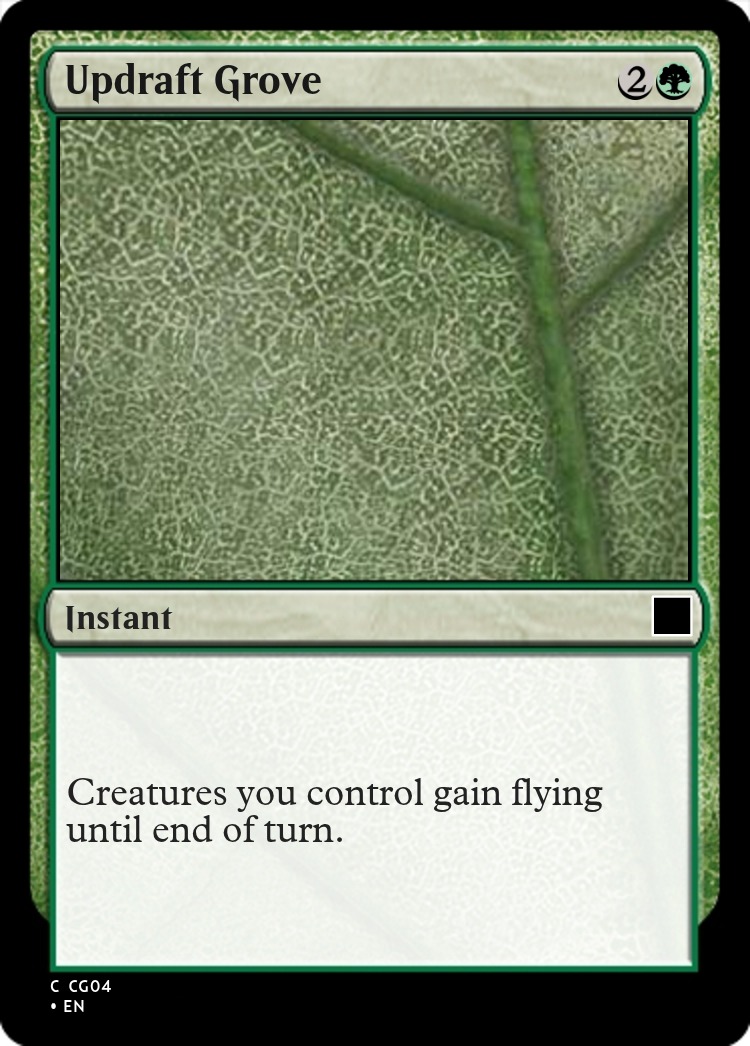 Updraft Grove 2
Instant
Creatures you control gain flying
until end of turn.
C CG04
• EN